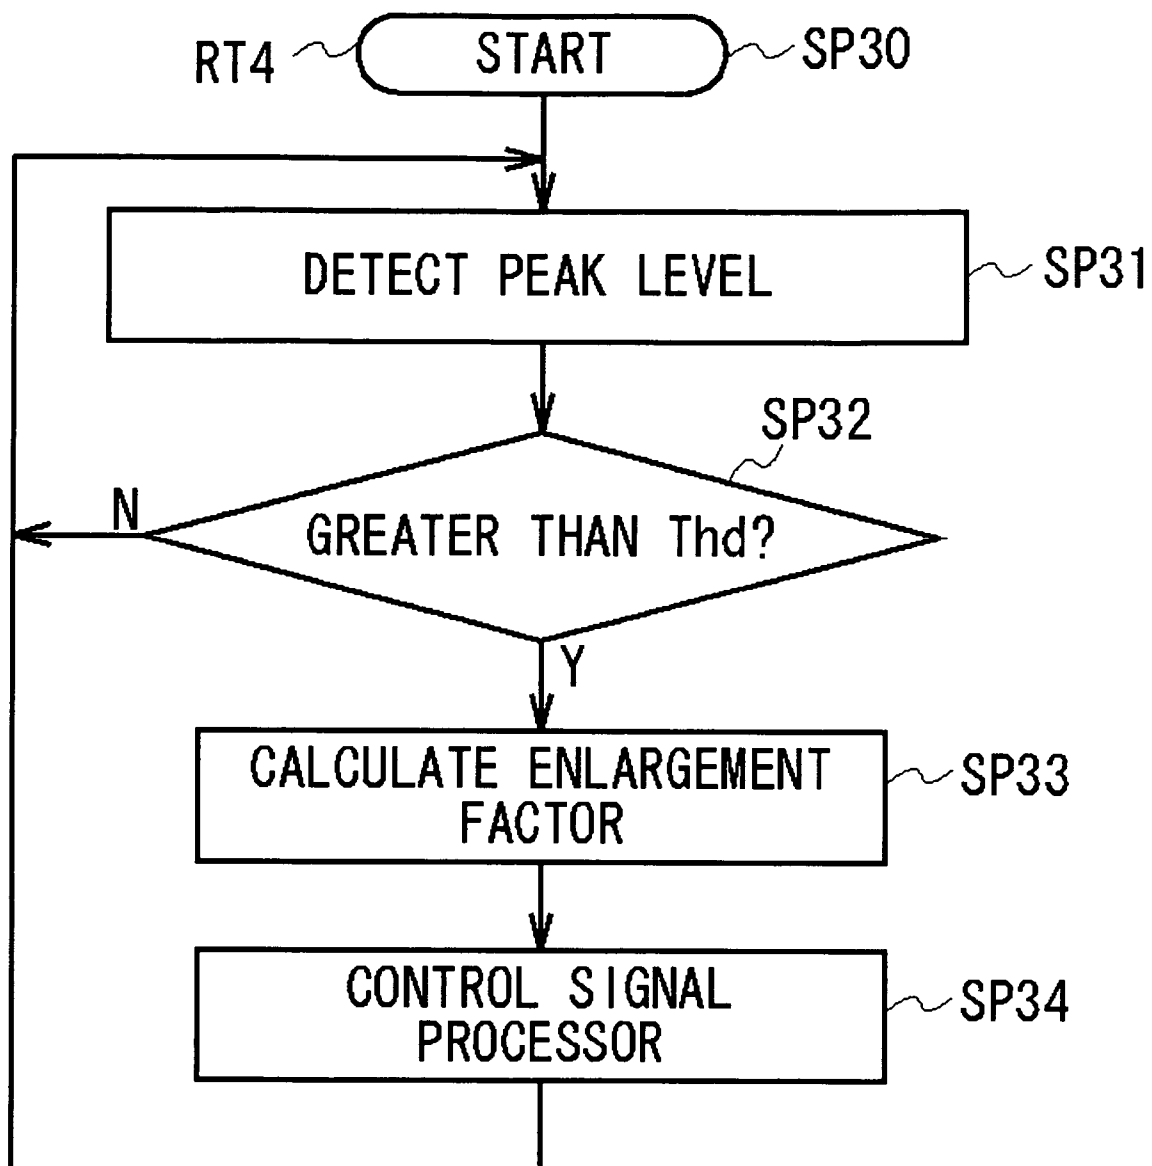 RT4
START
SP30
DETECT PEAK LEVEL
SP31
SP32
N
GREATER THAN Thd?
Y
CALCULATE ENLARGEMENT
FACTOR
SP33
CONTROL SIGNAL
PROCESSOR
SP34